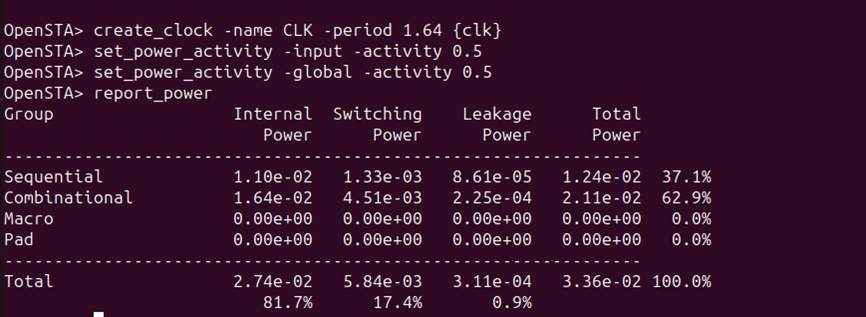 OpenSTA> create_clock -name CLK -period 1.64 {clk}
OpenSTA> set_power_activity -input -activity 0.5
OpenSTA> set_power_activity -global -activity 0.5
OpenSTA> report_power
Group                  Internal  Switching    Leakage      Total
                          Power      Power      Power      Power
----------------------------------------------------------------
Sequential             1.10e-02   1.33e-03   8.61e-05   1.24e-02  37.1%
Combinational          1.64e-02   4.51e-03   2.25e-04   2.11e-02  62.9%
Macro                  0.00e+00   0.00e+00   0.00e+00   0.00e+00   0.0%
Pad                    0.00e+00   0.00e+00   0.00e+00   0.00e+00   0.0%
----------------------------------------------------------------
Total                  2.74e-02   5.84e-03   3.11e-04   3.36e-02 100.0%
                          81.7%      17.4%       0.9%